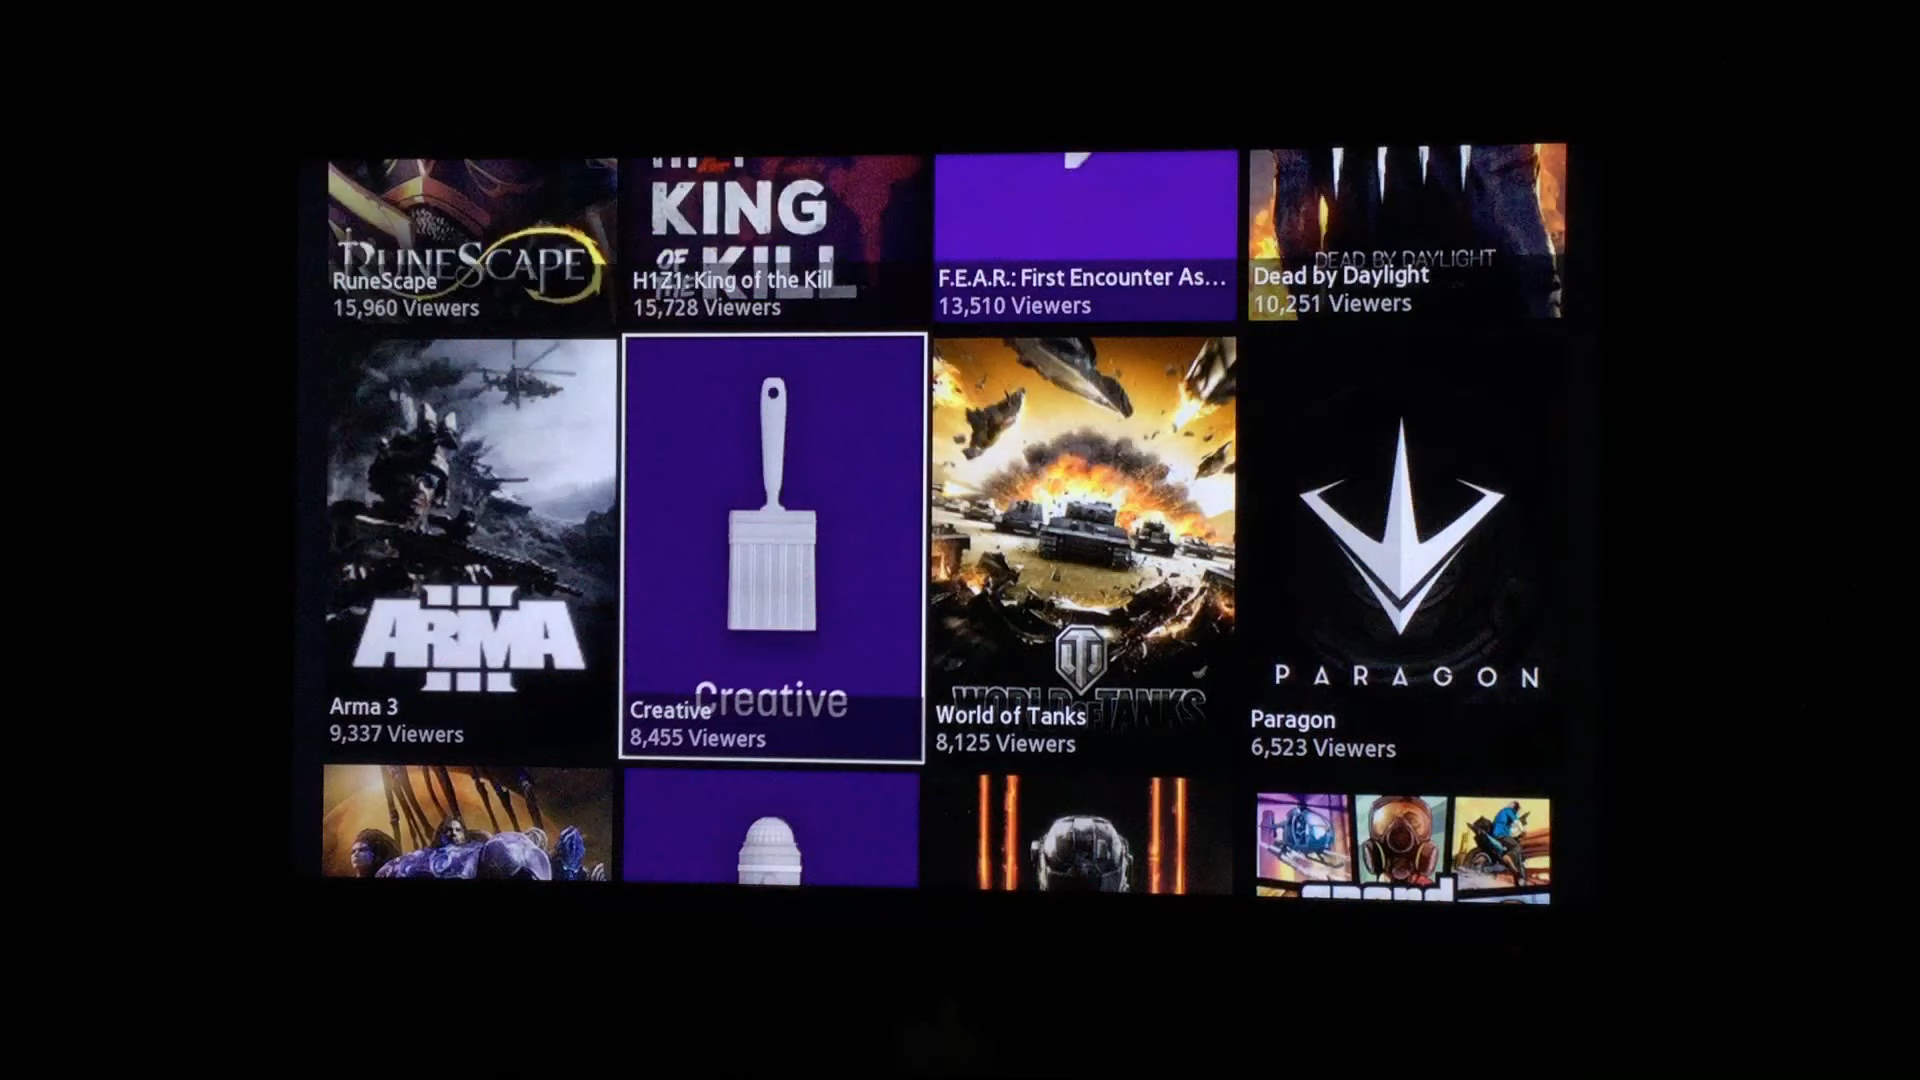 RUNESCAPE
RuneScape
15,960 Viewers
KING
OF
KILL
H1Z1: King of the Kill
15,728 Viewers
F.E.A.R.: First Encounter As...
13,510 Viewers
DEAD BY DAYLIGHT
Dead by Daylight
10,251 Viewers
III
ARMA
III
Arma 3
9,337 Viewers
Creative
Creative
8,455 Viewers
WORLD OF TANKS
World of Tanks
8,125 Viewers
PARAGON
Paragon
6,523 Viewers